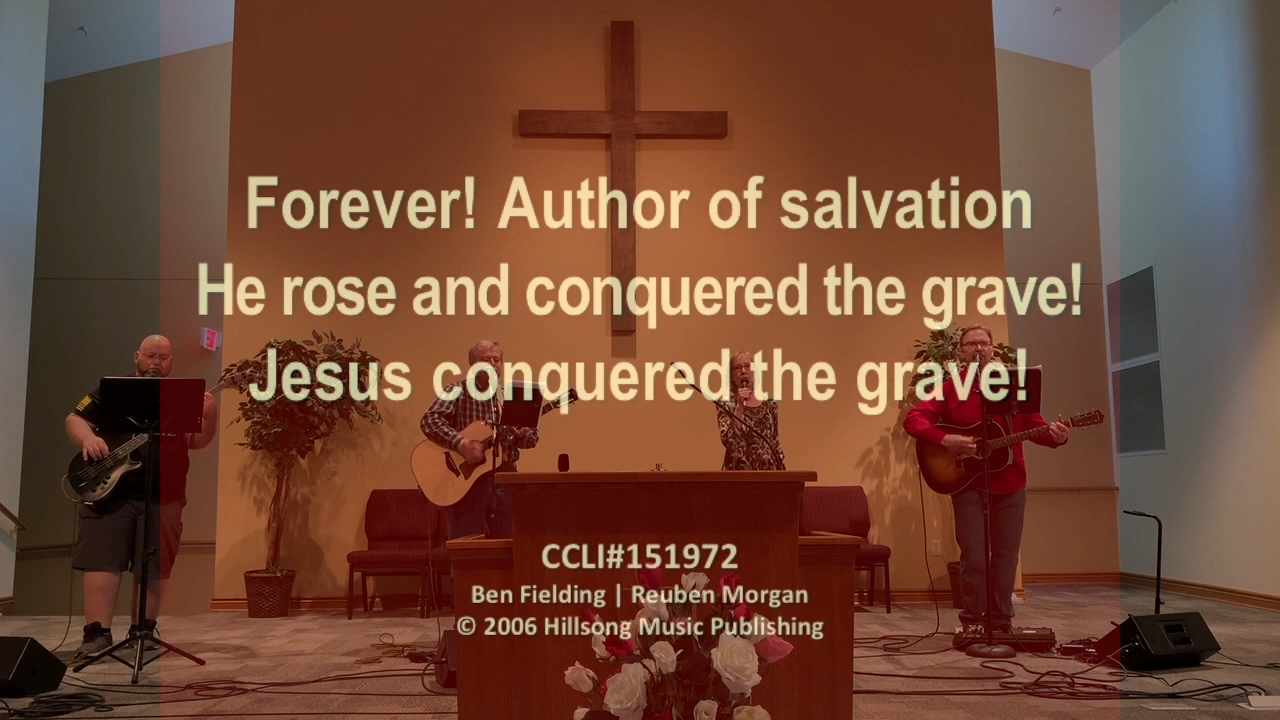 Forever! Author of salvation
He rose and conquered the grave!
Jesus conquered the grave!
CCLI#151972
Ben Fielding | Reuben Morgan
© 2006 Hillsong Music Publishing